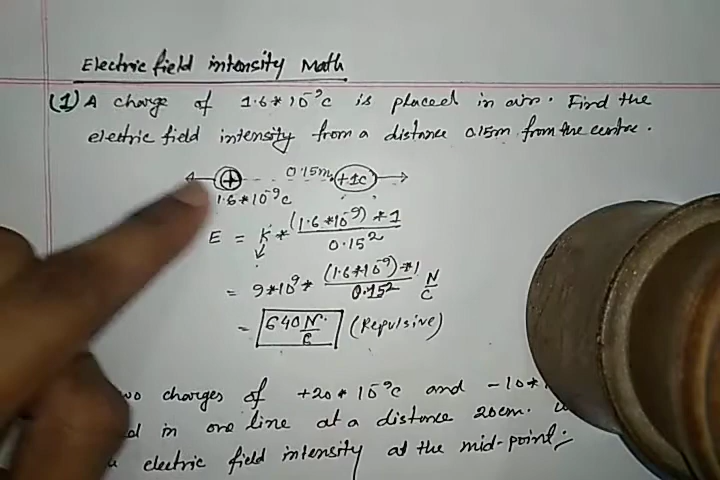 Electric field intensity Math
(1) A charge of 1.6*10⁻⁹c is placed in air. Find the
electric field intensity from a distance 0.15m from the centre.
0.15m
+
+1c
1.6*10⁻⁹c
E = K* (1.6*10⁻⁹)*1 / 0.15²
= 9*10⁹* (1.6*10⁻⁹)*1 / 0.15² N/C
= 640 N/C (Repulsive)
charges of +20*10⁻⁹c and -10*
in one line at a distance 20cm.
electric field intensity at the mid-point:-